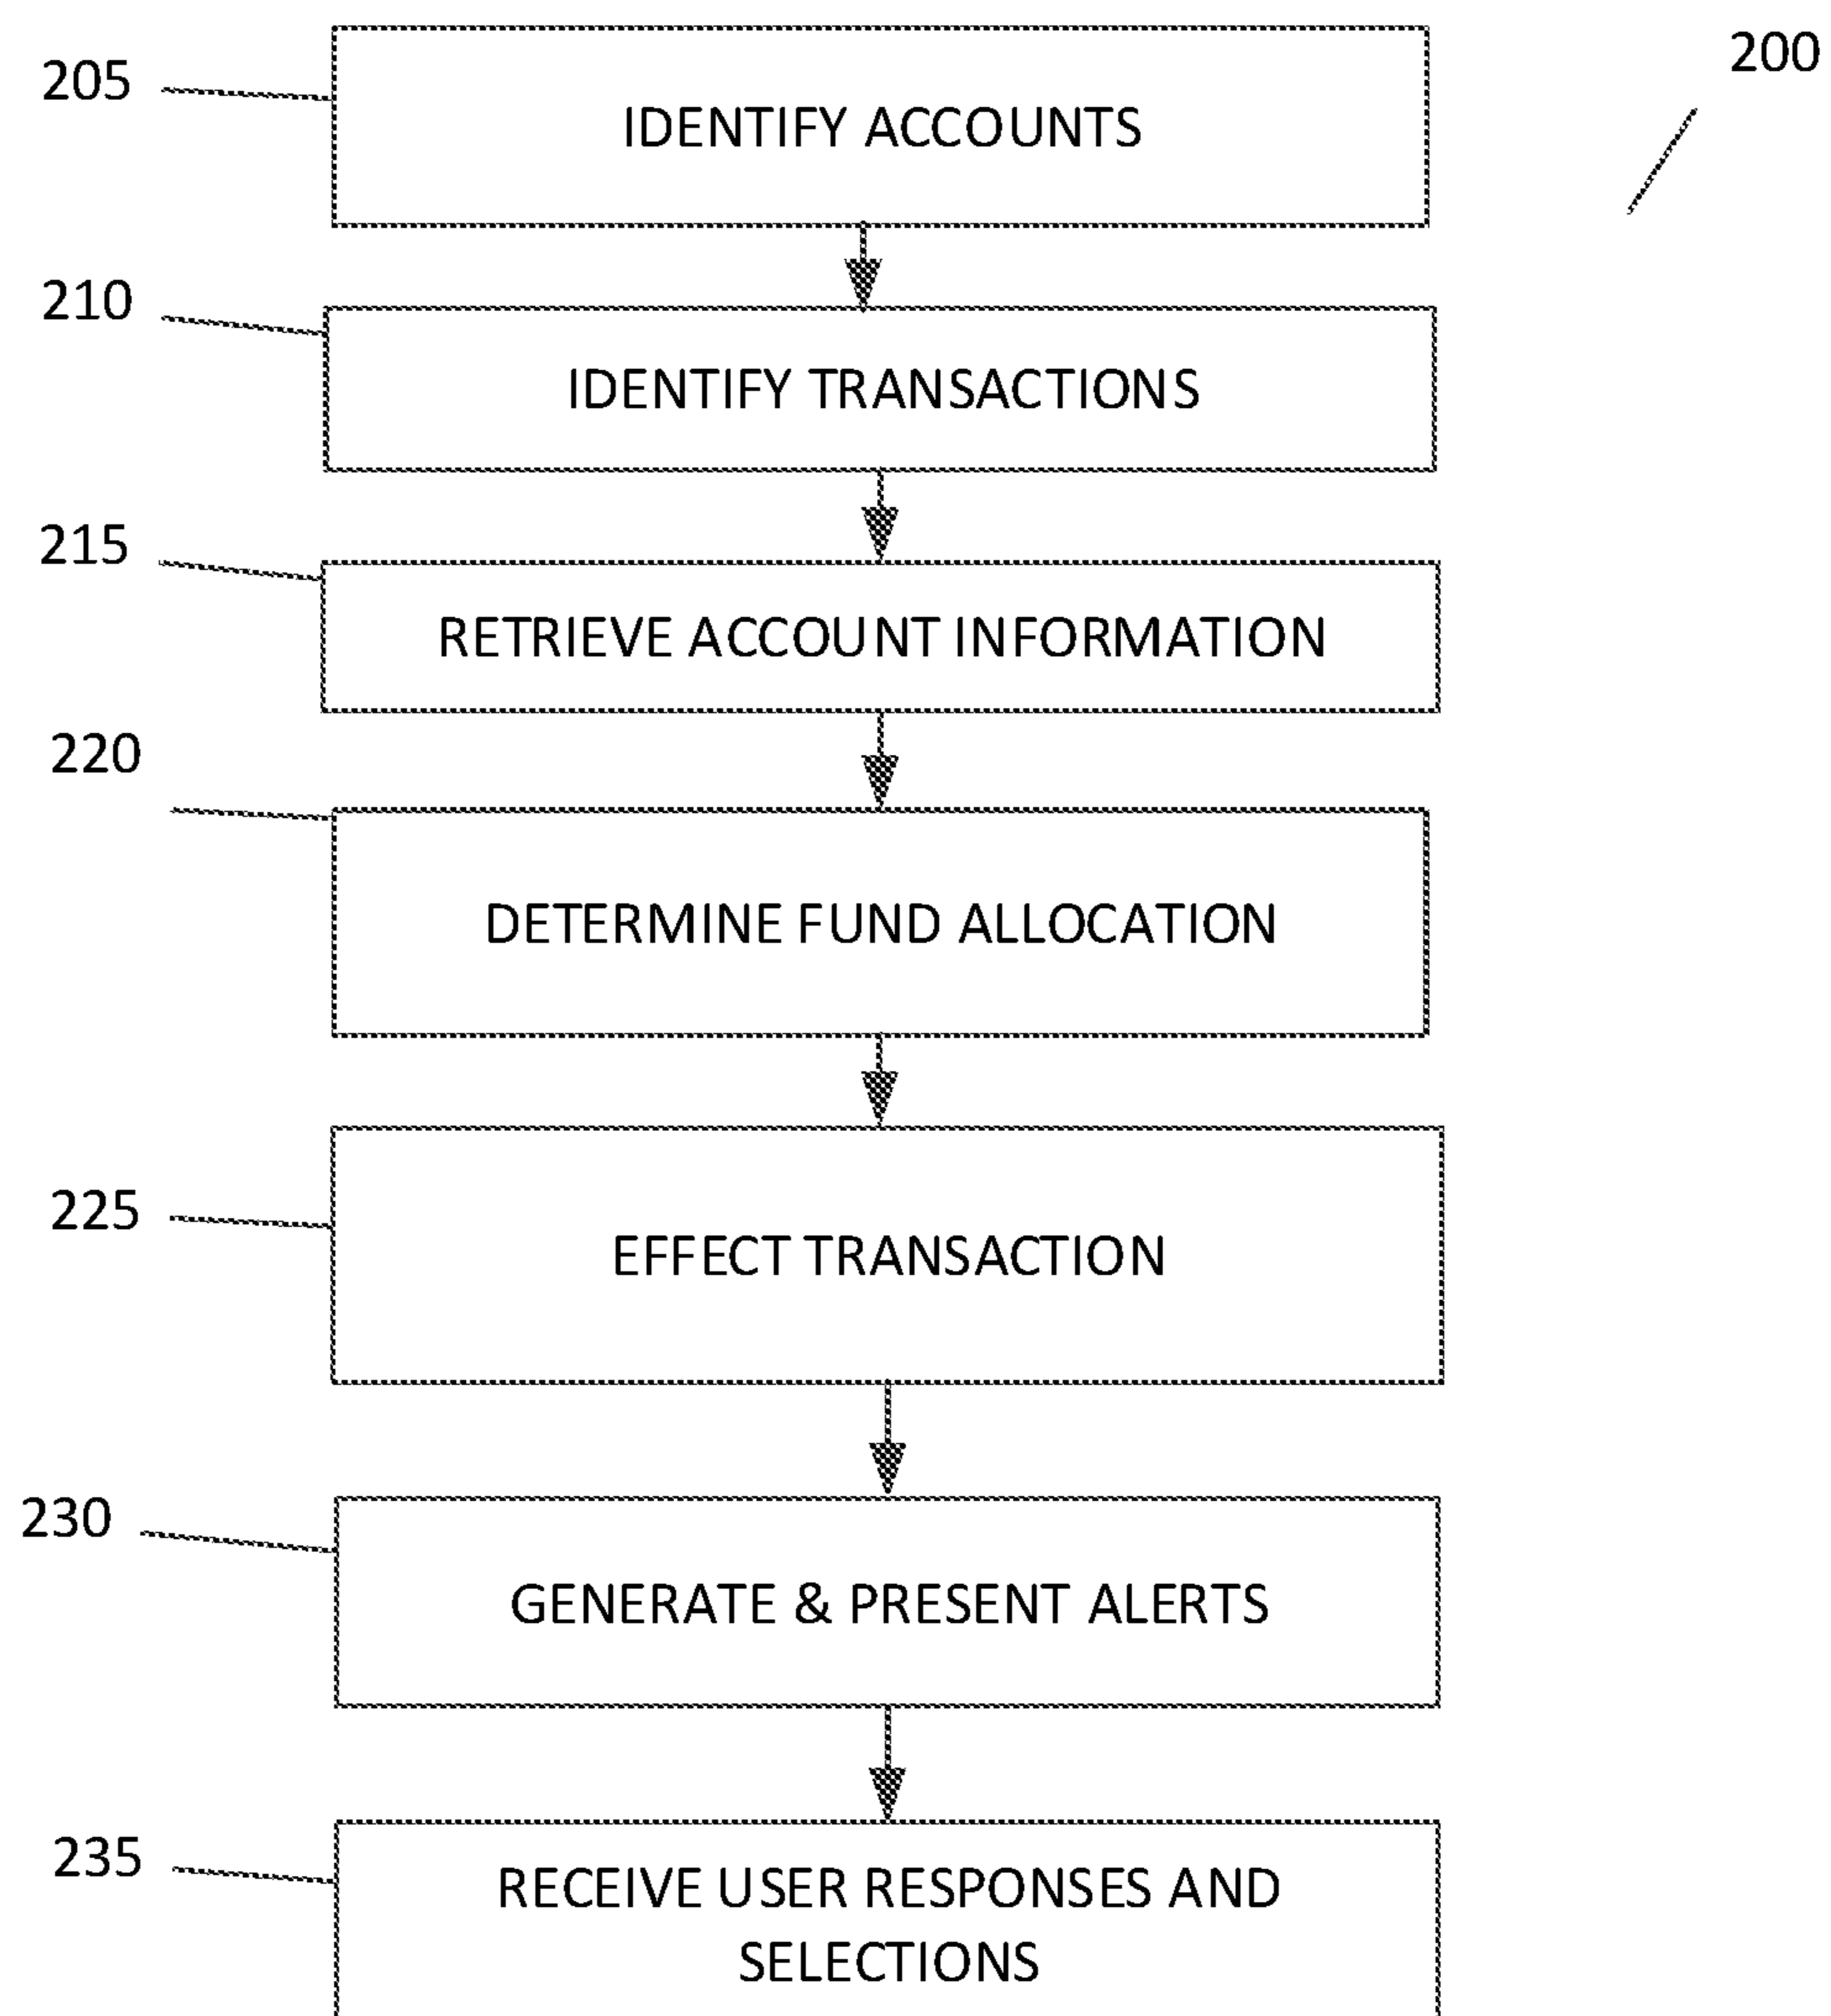 200
205
IDENTIFY ACCOUNTS
210
IDENTIFY TRANSACTIONS
215
RETRIEVE ACCOUNT INFORMATION
220
DETERMINE FUND ALLOCATION
225
EFFECT TRANSACTION
230
GENERATE & PRESENT ALERTS
235
RECEIVE USER RESPONSES AND
SELECTIONS